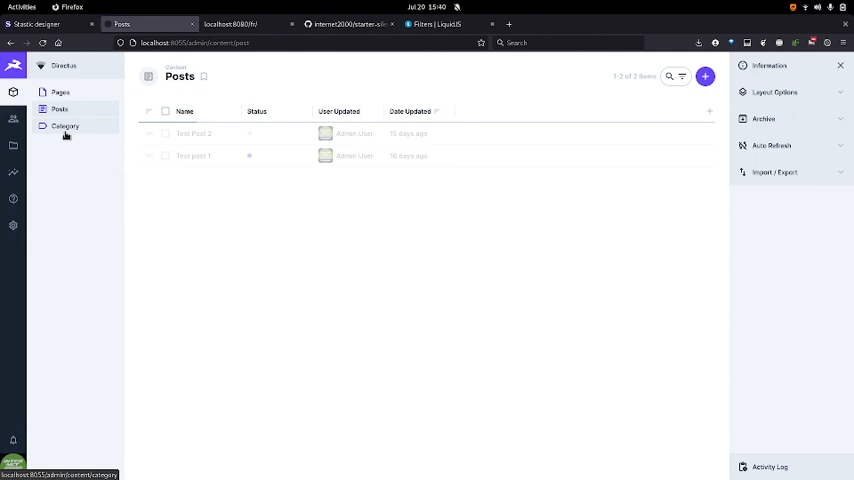 Activities Firefox Jul 20 15:40
Stastic designer Posts localhost:8080/fr/ internet2000/starter-sile Filters | LiquidJS
localhost:8055/admin/content/post Search
Directus
Pages
Posts
Category
Content
Posts
1-2 of 2 items
Name Status User Updated Date Updated
Test Post 2 Admin User 15 days ago
Test post 1 Admin User 16 days ago
Information
Layout Options
Archive
Auto Refresh
Import / Export
Activity Log
localhost:8055/admin/content/category